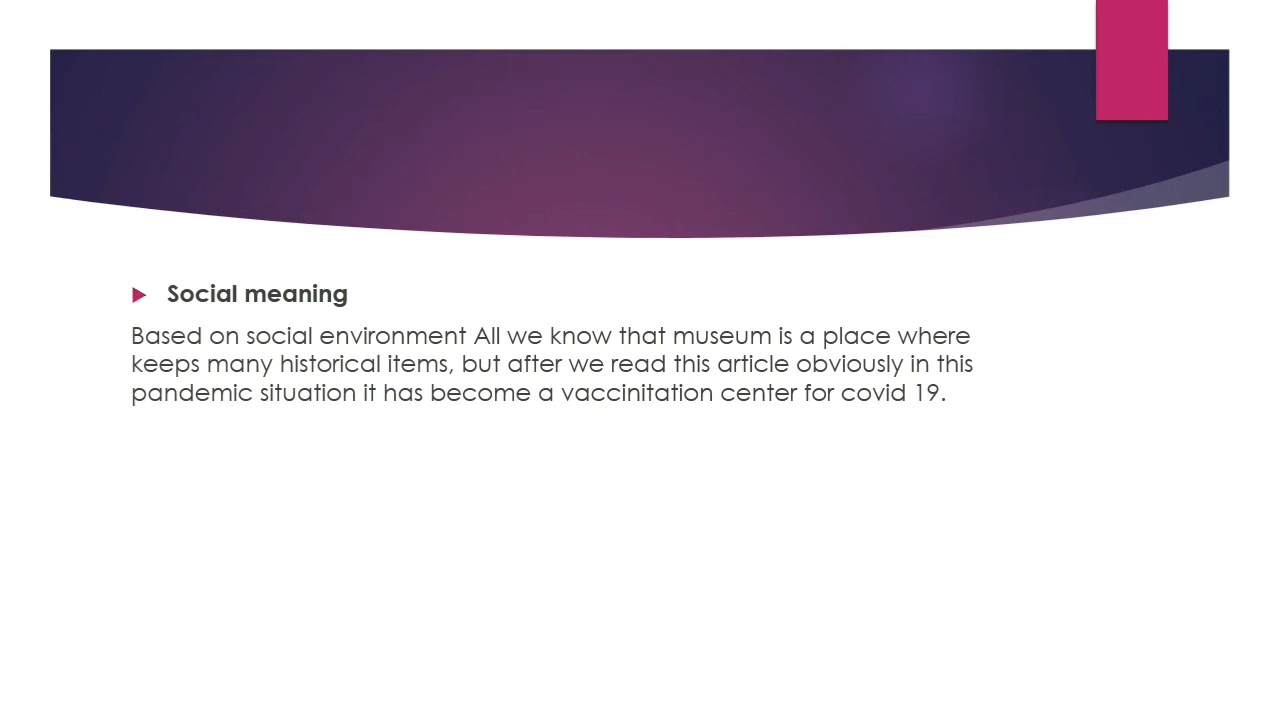 Social meaning
Based on social environment All we know that museum is a place where
keeps many historical items, but after we read this article obviously in this
pandemic situation it has become a vaccinitation center for covid 19.